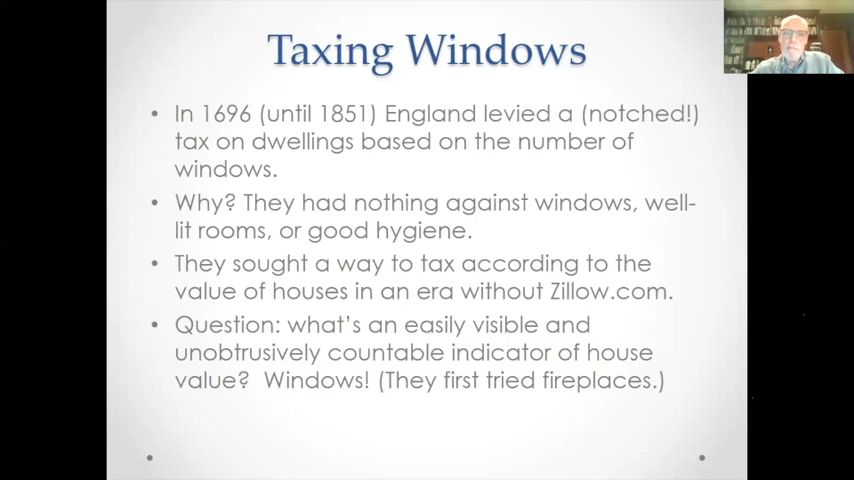 Taxing Windows
• In 1696 (until 1851) England levied a (notched!)
tax on dwellings based on the number of
windows.
• Why? They had nothing against windows, well-
lit rooms, or good hygiene.
• They sought a way to tax according to the
value of houses in an era without Zillow.com.
• Question: what's an easily visible and
unobtrusively countable indicator of house
value?  Windows! (They first tried fireplaces.)